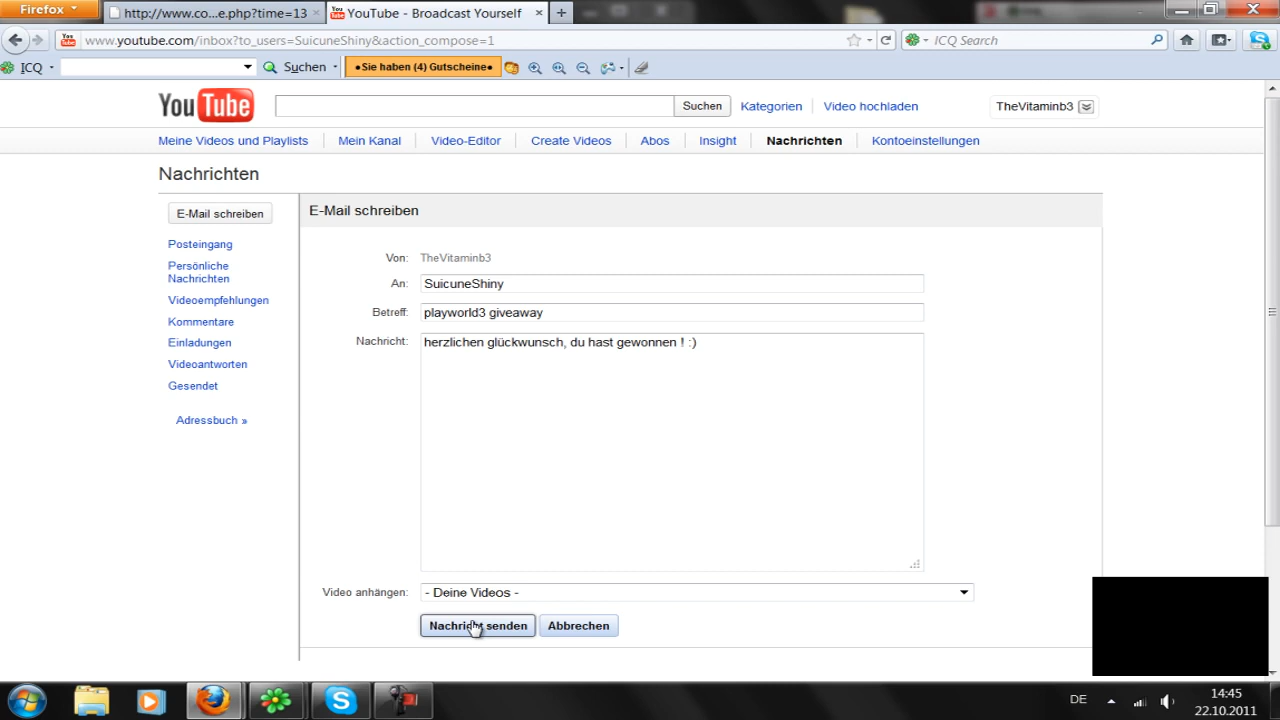 Firefox
http://www.co...e.php?time=13
YouTube - Broadcast Yourself
www.youtube.com/inbox?to_users=SuicuneShiny&action_compose=1
ICQ Search
ICQ
Suchen
•Sie haben (4) Gutscheine•
YouTube
Suchen
Kategorien
Video hochladen
TheVitaminb3
Meine Videos und Playlists
Mein Kanal
Video-Editor
Create Videos
Abos
Insight
Nachrichten
Kontoeinstellungen
Nachrichten
E-Mail schreiben
Posteingang
Persönliche
Nachrichten
Videoempfehlungen
Kommentare
Einladungen
Videoantworten
Gesendet
Adressbuch »
E-Mail schreiben
Von: TheVitaminb3
An: SuicuneShiny
Betreff: playworld3 giveaway
Nachricht: herzlichen glückwunsch, du hast gewonnen ! :)
Video anhängen: - Deine Videos -
Nachricht senden
Abbrechen
DE
14:45
22.10.2011